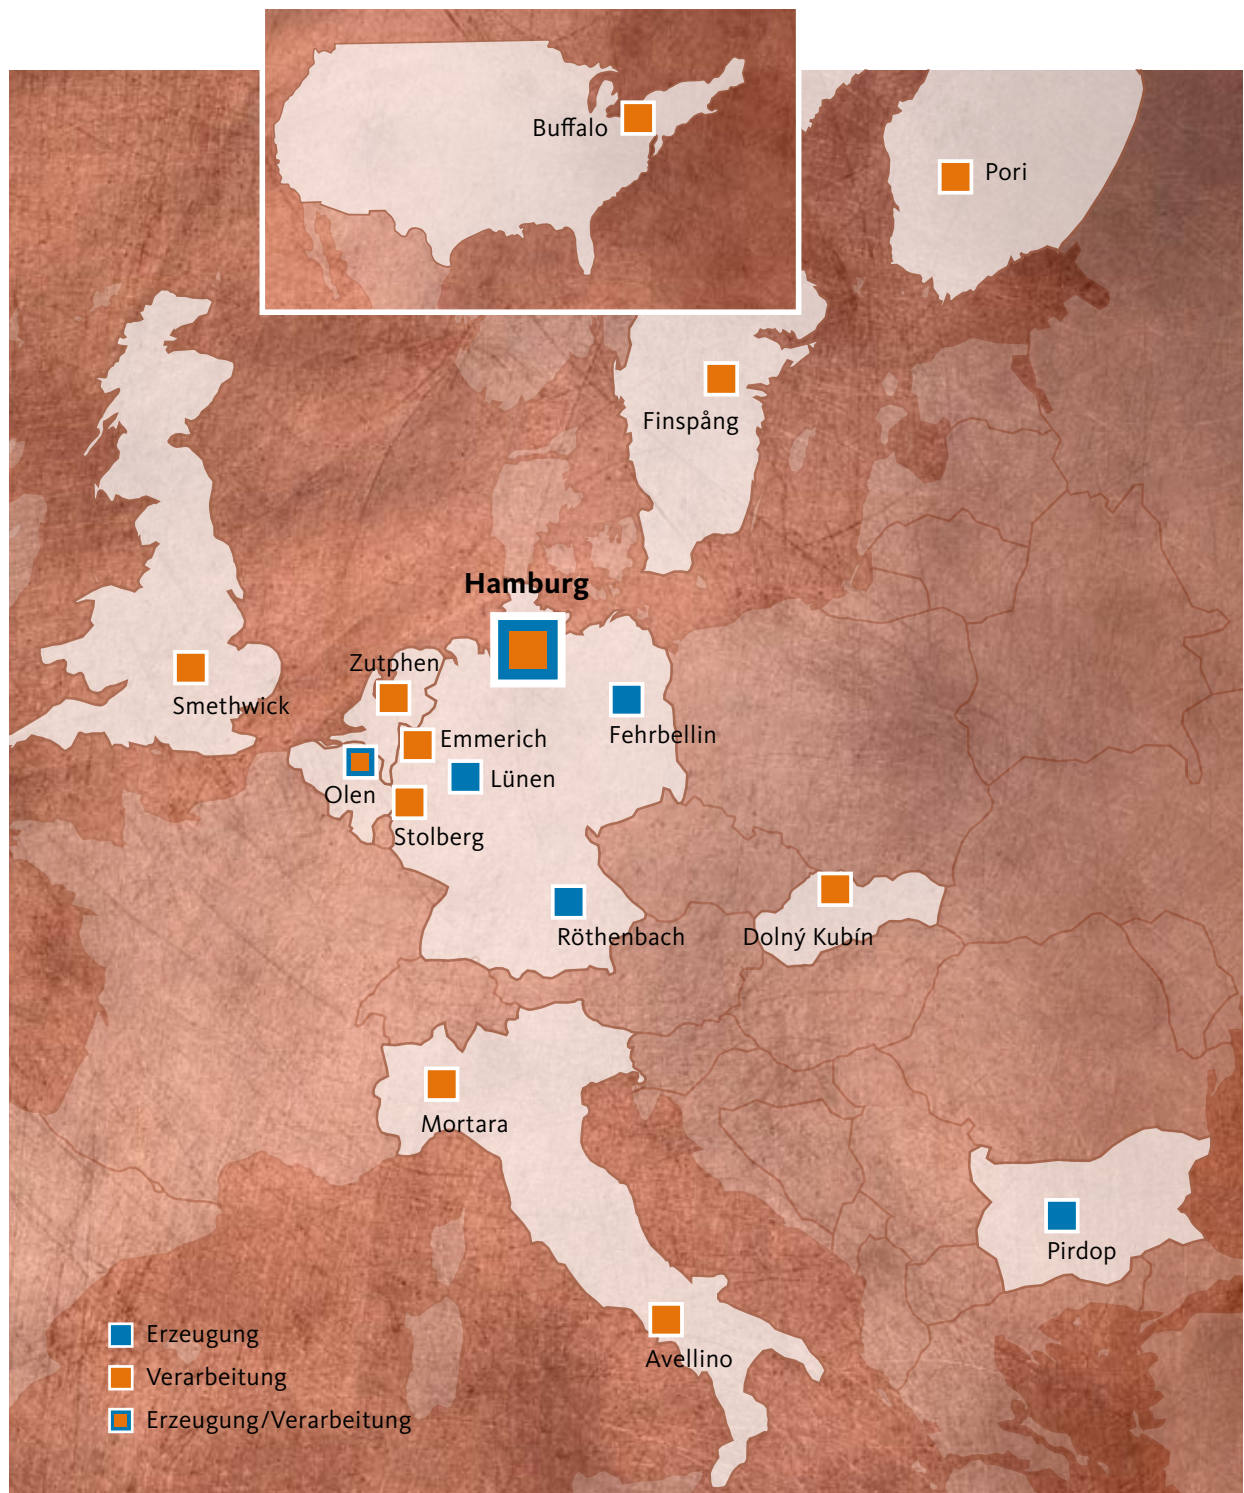 Buffalo
Pori
Finspång
Hamburg
Zutphen
Smethwick
Emmerich
Fehrbellin
Lünen
Olen
Stolberg
Röthenbach
Dolný Kubín
Mortara
Pirdop
Avellino
Erzeugung
Verarbeitung
Erzeugung/Verarbeitung